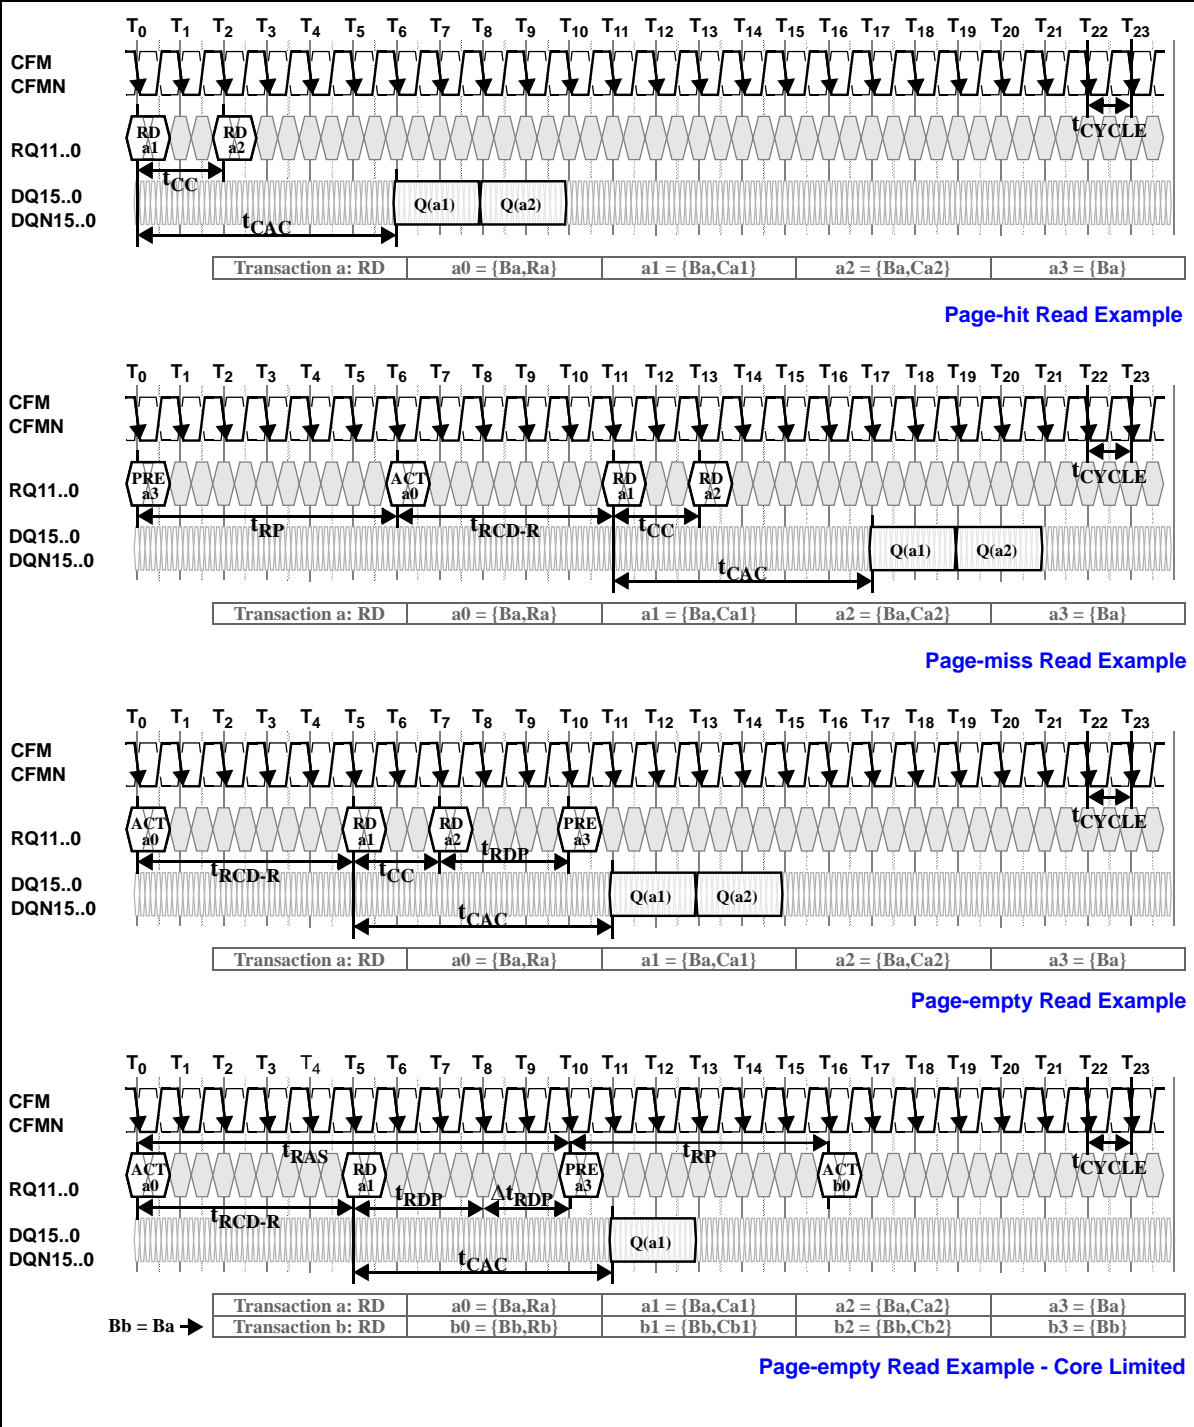 T0 T1 T2 T3 T4 T5 T6 T7 T8 T9 T10 T11 T12 T13 T14 T15 T16 T17 T18 T19 T20 T21 T22 T23
CFM
CFMN
tCYCLE
RQ11..0
RD a1
RD a2
tCC
DQ15..0
DQN15..0
Q(a1) Q(a2)
tCAC
Transaction a: RD a0 = {Ba,Ra} a1 = {Ba,Ca1} a2 = {Ba,Ca2} a3 = {Ba}
Page-hit Read Example
T0 T1 T2 T3 T4 T5 T6 T7 T8 T9 T10 T11 T12 T13 T14 T15 T16 T17 T18 T19 T20 T21 T22 T23
CFM
CFMN
tCYCLE
RQ11..0
PRE a3
ACT a0
RD a1
RD a2
tRP tRCD-R tCC
DQ15..0
DQN15..0
Q(a1) Q(a2)
tCAC
Transaction a: RD a0 = {Ba,Ra} a1 = {Ba,Ca1} a2 = {Ba,Ca2} a3 = {Ba}
Page-miss Read Example
T0 T1 T2 T3 T4 T5 T6 T7 T8 T9 T10 T11 T12 T13 T14 T15 T16 T17 T18 T19 T20 T21 T22 T23
CFM
CFMN
tCYCLE
RQ11..0
ACT a0
RD a1
RD a2
PRE a3
tRCD-R tCC tRDP
DQ15..0
DQN15..0
Q(a1) Q(a2)
tCAC
Transaction a: RD a0 = {Ba,Ra} a1 = {Ba,Ca1} a2 = {Ba,Ca2} a3 = {Ba}
Page-empty Read Example
T0 T1 T2 T3 T4 T5 T6 T7 T8 T9 T10 T11 T12 T13 T14 T15 T16 T17 T18 T19 T20 T21 T22 T23
CFM
CFMN
tRAS tRP tCYCLE
RQ11..0
ACT a0
RD a1
PRE a3
ACT b0
tRCD-R tRDP ΔtRDP
DQ15..0
DQN15..0
Q(a1)
tCAC
Transaction a: RD a0 = {Ba,Ra} a1 = {Ba,Ca1} a2 = {Ba,Ca2} a3 = {Ba}
Bb = Ba Transaction b: RD b0 = {Bb,Rb} b1 = {Bb,Cb1} b2 = {Bb,Cb2} b3 = {Bb}
Page-empty Read Example - Core Limited